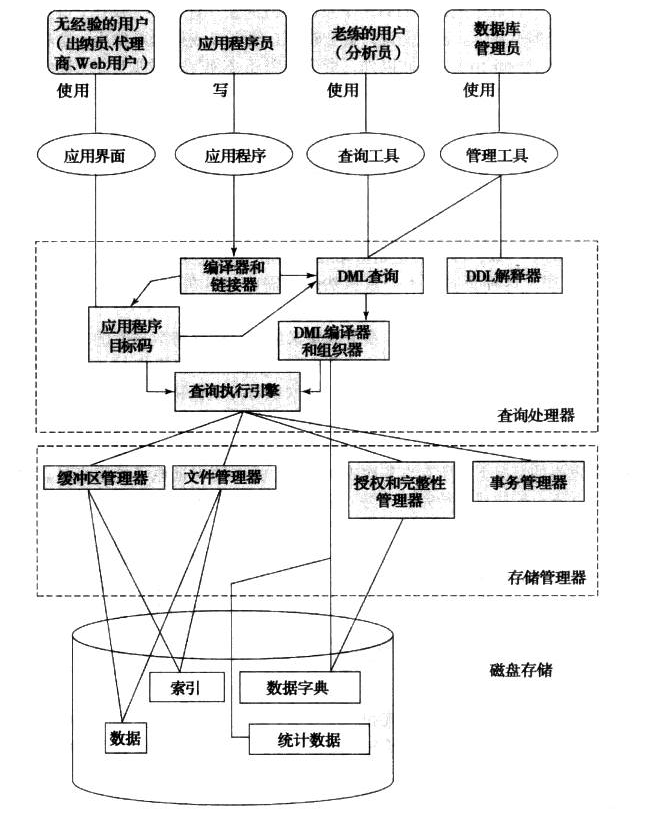 无经验的用户
（出纳员、代理
商、Web用户）
应用程序员
老练的用户
（分析员）
数据库
管理员
使用
写
使用
使用
应用界面
应用程序
查询工具
管理工具
编译器和
链接器
DML查询
DDL解释器
应用程序
目标码
DML编译器
和组织器
查询执行引擎
查询处理器
缓冲区管理器
文件管理器
授权和完整性
管理器
事务管理器
存储管理器
磁盘存储
索引
数据字典
数据
统计数据